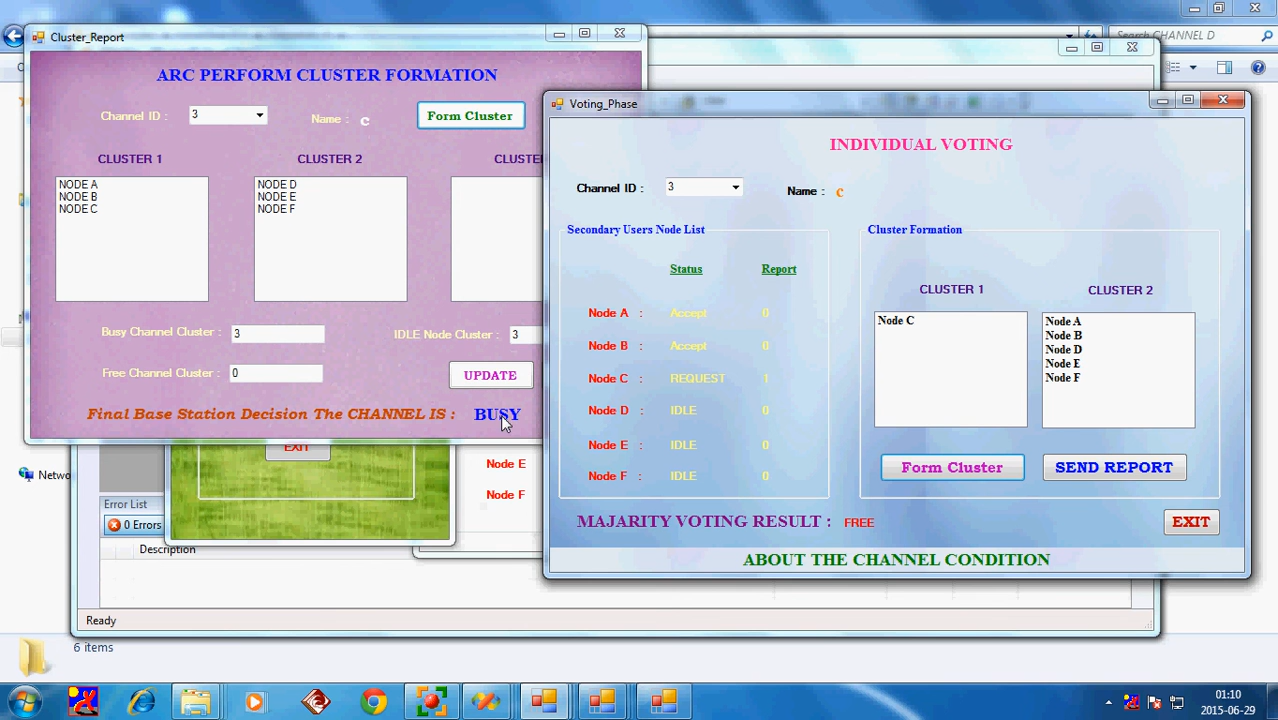 Cluster_Report
ARC PERFORM CLUSTER FORMATION
Channel ID :
3
Name :
c
Form Cluster
CLUSTER 1
CLUSTER 2
CLUSTE
NODE A
NODE B
NODE C
NODE D
NODE E
NODE F
Busy Channel Cluster :
3
IDLE Node Cluster :
3
Free Channel Cluster :
0
UPDATE
Final Base Station Decision The CHANNEL IS :
BUSY
Search CHANNEL D
Voting_Phase
INDIVIDUAL VOTING
Channel ID :
3
Name :
c
Secondary Users Node List
Status
Report
Node A :
Accept
0
Node B :
Accept
0
Node C :
REQUEST
1
Node D :
IDLE
0
Node E :
IDLE
0
Node F :
IDLE
0
Cluster Formation
CLUSTER 1
CLUSTER 2
Node C
Node A
Node B
Node D
Node E
Node F
Form Cluster
SEND REPORT
MAJARITY VOTING RESULT :
FREE
EXIT
ABOUT THE CHANNEL CONDITION
EXIT
Node E
Node F
Netwo
Error List
0 Errors
Description
Ready
6 items
01:10
2015-06-29